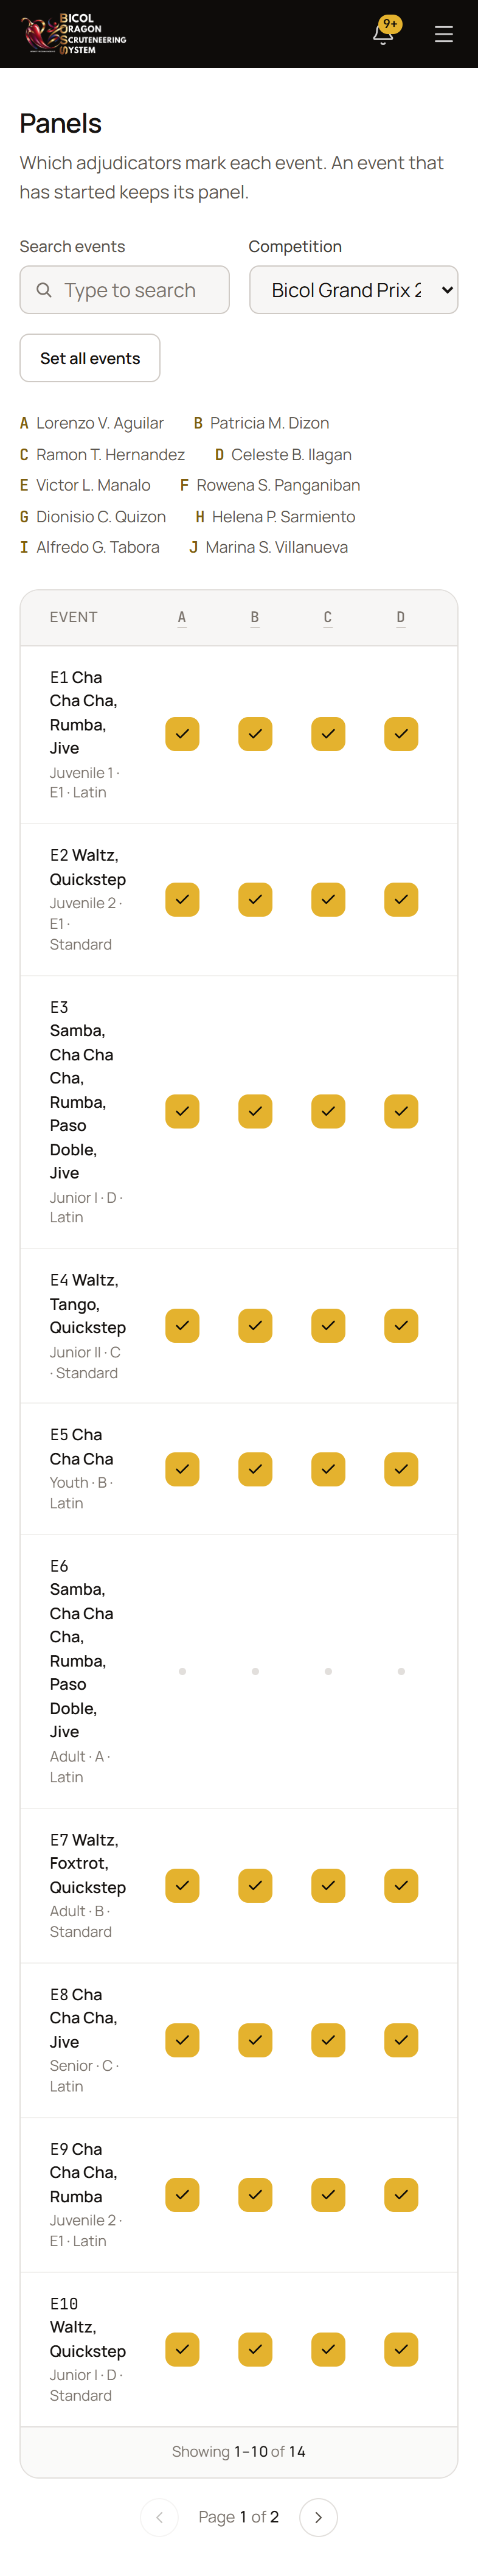 BICOL
DRAGON
SCRUTENEERING
SYSTEM
9+
Panels
Which adjudicators mark each event. An event that
has started keeps its panel.
Search events Competition
Type to search Bicol Grand Prix 2
Set all events
A Lorenzo V. Aguilar B Patricia M. Dizon
C Ramon T. Hernandez D Celeste B. Ilagan
E Victor L. Manalo F Rowena S. Panganiban
G Dionisio C. Quizon H Helena P. Sarmiento
I Alfredo G. Tabora J Marina S. Villanueva
EVENT A B C D
E1 Cha
Cha Cha,
Rumba,
Jive
Juvenile 1 ·
E1 · Latin
E2 Waltz,
Quickstep
Juvenile 2 ·
E1 ·
Standard
E3
Samba,
Cha Cha
Cha,
Rumba,
Paso
Doble,
Jive
Junior I · D ·
Latin
E4 Waltz,
Tango,
Quickstep
Junior II · C
· Standard
E5 Cha
Cha Cha
Youth · B ·
Latin
E6
Samba,
Cha Cha
Cha,
Rumba,
Paso
Doble,
Jive
Adult · A ·
Latin
E7 Waltz,
Foxtrot,
Quickstep
Adult · B ·
Standard
E8 Cha
Cha Cha,
Jive
Senior · C ·
Latin
E9 Cha
Cha Cha,
Rumba
Juvenile 2 ·
E1 · Latin
E10
Waltz,
Quickstep
Junior I · D ·
Standard
Showing 1–10 of 14
Page 1 of 2